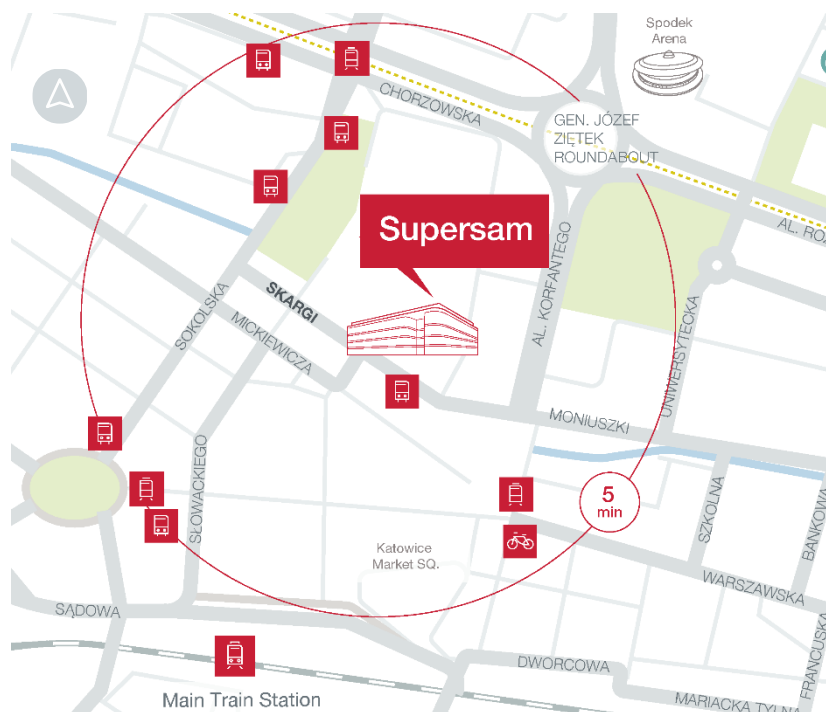 Spodek
Arena
CHORZOWSKA
GEN. JÓZEF
ZIĘTEK
ROUNDABOUT
Supersam
AL. ROŹ
SKARGI
AL. KORFANTEGO
SOKOLSKA
MICKIEWICZA
UNIWERSYTECKA
MONIUSZKI
SŁOWACKIEGO
5
min
SZKOLNA
BANKOWA
Katowice
Market SQ.
WARSZAWSKA
SĄDOWA
DWORCOWA
FRANCUSKA
Main Train Station
MARIACKA TYLNA